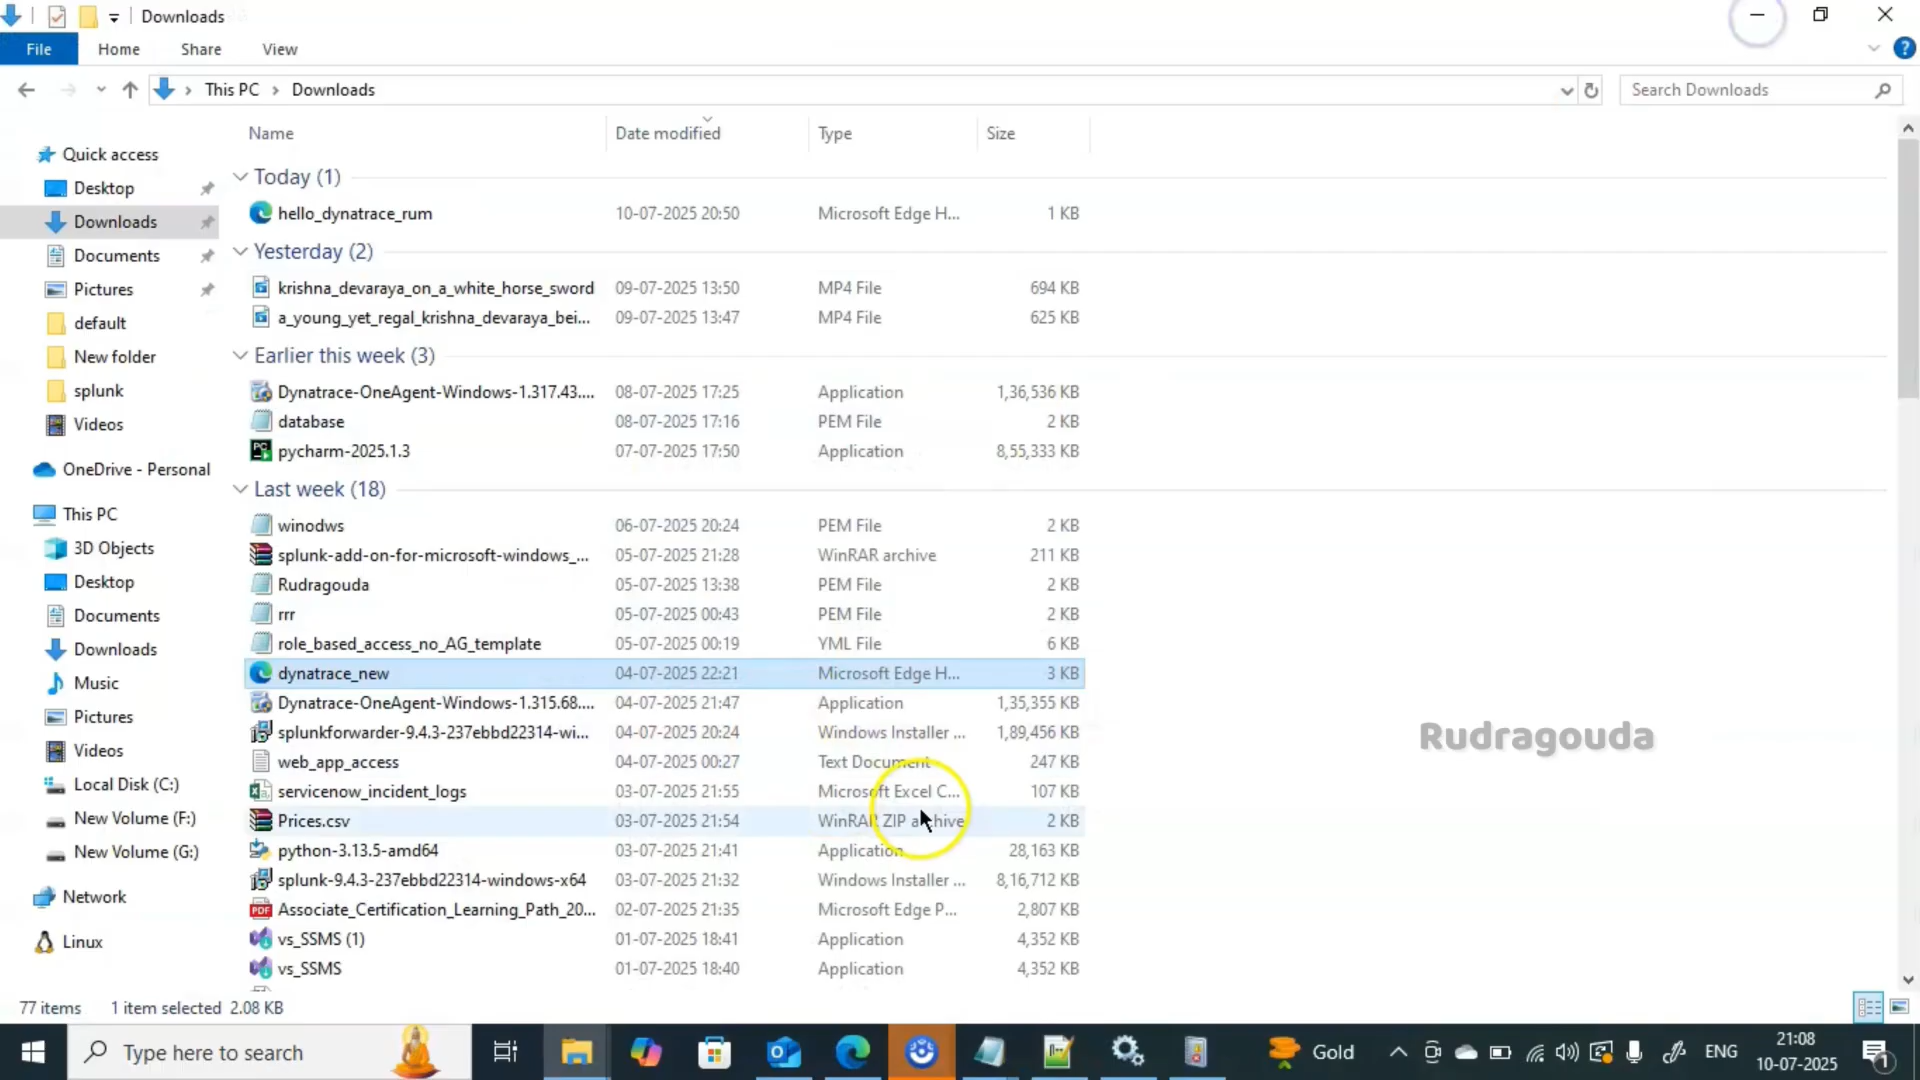 Downloads
File Home Share View
This PC > Downloads
Search Downloads
Name Date modified Type Size
Quick access
Desktop
Downloads
Documents
Pictures
default
New folder
splunk
Videos
OneDrive - Personal
This PC
3D Objects
Desktop
Documents
Downloads
Music
Pictures
Videos
Local Disk (C:)
New Volume (F:)
New Volume (G:)
Network
Linux
Today (1)
hello_dynatrace_rum 10-07-2025 20:50 Microsoft Edge H... 1 KB
Yesterday (2)
krishna_devaraya_on_a_white_horse_sword 09-07-2025 13:50 MP4 File 694 KB
a_young_yet_regal_krishna_devaraya_bei... 09-07-2025 13:47 MP4 File 625 KB
Earlier this week (3)
Dynatrace-OneAgent-Windows-1.317.43.... 08-07-2025 17:25 Application 1,36,536 KB
database 08-07-2025 17:16 PEM File 2 KB
pycharm-2025.1.3 07-07-2025 17:50 Application 8,55,333 KB
Last week (18)
winodws 06-07-2025 20:24 PEM File 2 KB
splunk-add-on-for-microsoft-windows_... 05-07-2025 21:28 WinRAR archive 211 KB
Rudragouda 05-07-2025 13:38 PEM File 2 KB
rrr 05-07-2025 00:43 PEM File 2 KB
role_based_access_no_AG_template 05-07-2025 00:19 YML File 6 KB
dynatrace_new 04-07-2025 22:21 Microsoft Edge H... 3 KB
Dynatrace-OneAgent-Windows-1.315.68.... 04-07-2025 21:47 Application 1,35,355 KB
splunkforwarder-9.4.3-237ebbd22314-wi... 04-07-2025 20:24 Windows Installer ... 1,89,456 KB
web_app_access 04-07-2025 00:27 Text Document 247 KB
servicenow_incident_logs 03-07-2025 21:55 Microsoft Excel C... 107 KB
Prices.csv 03-07-2025 21:54 WinRAR ZIP archive 2 KB
python-3.13.5-amd64 03-07-2025 21:41 Application 28,163 KB
splunk-9.4.3-237ebbd22314-windows-x64 03-07-2025 21:32 Windows Installer ... 8,16,712 KB
Associate_Certification_Learning_Path_20... 02-07-2025 21:35 Microsoft Edge P... 2,807 KB
vs_SSMS (1) 01-07-2025 18:41 Application 4,352 KB
vs_SSMS 01-07-2025 18:40 Application 4,352 KB
Rudragouda
77 items 1 item selected 2.08 KB
Type here to search
Gold
ENG
21:08
10-07-2025
1